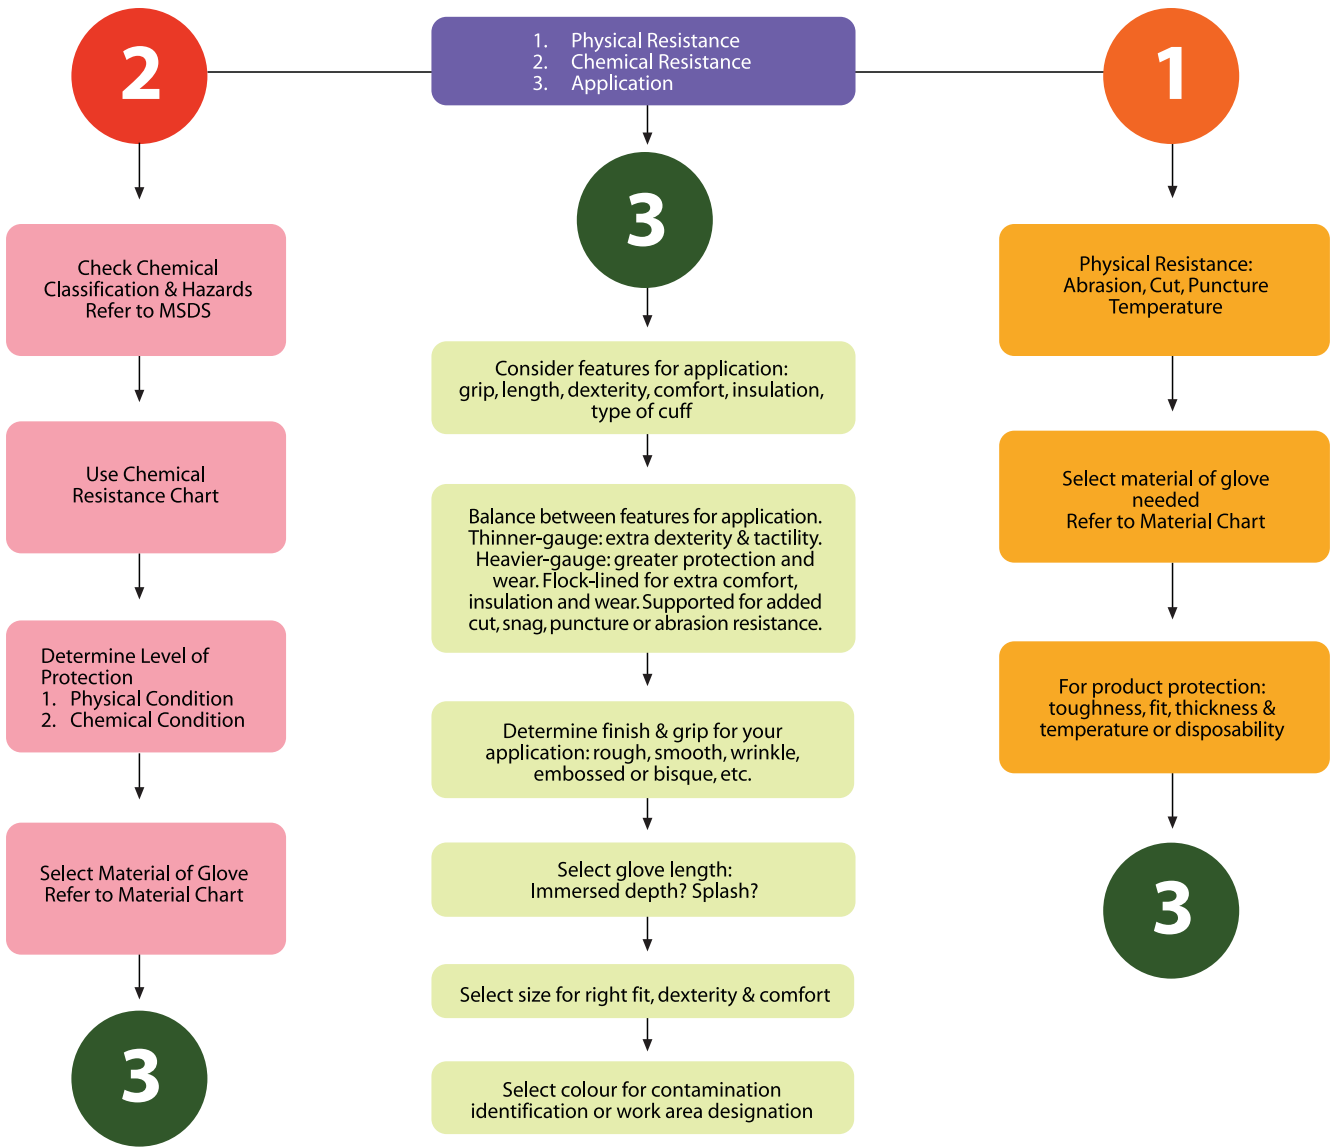 2
1. Physical Resistance
2. Chemical Resistance
3. Application
1
3
Check Chemical
Classification & Hazards
Refer to MSDS
Use Chemical
Resistance Chart
Determine Level of
Protection
1. Physical Condition
2. Chemical Condition
Select Material of Glove
Refer to Material Chart
3
Consider features for application:
grip, length, dexterity, comfort, insulation,
type of cuff
Balance between features for application.
Thinner-gauge: extra dexterity & tactility.
Heavier-gauge: greater protection and
wear. Flock-lined for extra comfort,
insulation and wear. Supported for added
cut, snag, puncture or abrasion resistance.
Determine finish & grip for your
application: rough, smooth, wrinkle,
embossed or bisque, etc.
Select glove length:
Immersed depth? Splash?
Select size for right fit, dexterity & comfort
Select colour for contamination
identification or work area designation
Physical Resistance:
Abrasion, Cut, Puncture
Temperature
Select material of glove
needed
Refer to Material Chart
For product protection:
toughness, fit, thickness &
temperature or disposability
3